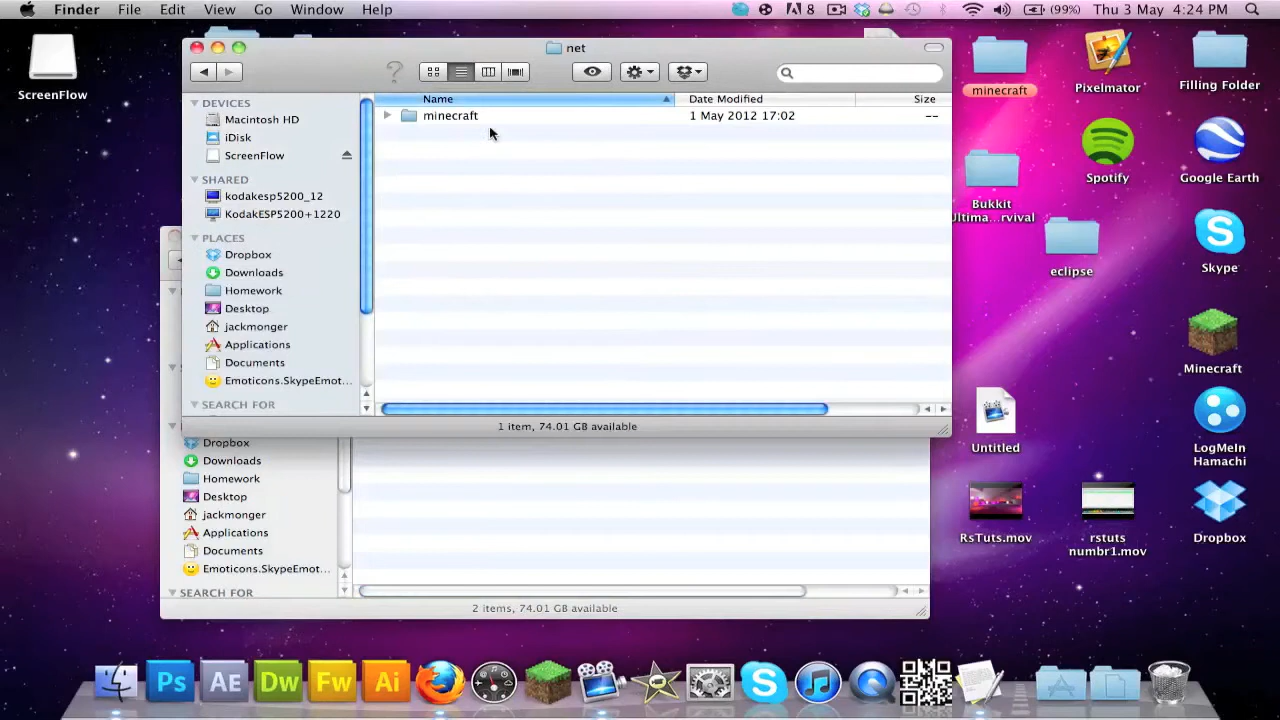 Finder File Edit View Go Window Help
8 (99%) Thu 3 May 4:24 PM
net
Name Date Modified Size
minecraft 1 May 2012 17:02 --
DEVICES
Macintosh HD
iDisk
ScreenFlow
SHARED
kodakesp5200_12
KodakESP5200+1220
PLACES
Dropbox
Downloads
Homework
Desktop
jackmonger
Applications
Documents
Emoticons.SkypeEmot...
SEARCH FOR
1 item, 74.01 GB available
Dropbox
Downloads
Homework
Desktop
jackmonger
Applications
Documents
Emoticons.SkypeEmot...
SEARCH FOR
2 items, 74.01 GB available
ScreenFlow
minecraft
Pixelmator
Filling Folder
Bukkit
Ultima...rvival
Spotify
Google Earth
eclipse
Skype
Minecraft
Untitled
LogMeIn
Hamachi
RsTuts.mov
rstuts
numbr1.mov
Dropbox
Ps AE Dw Fw Ai